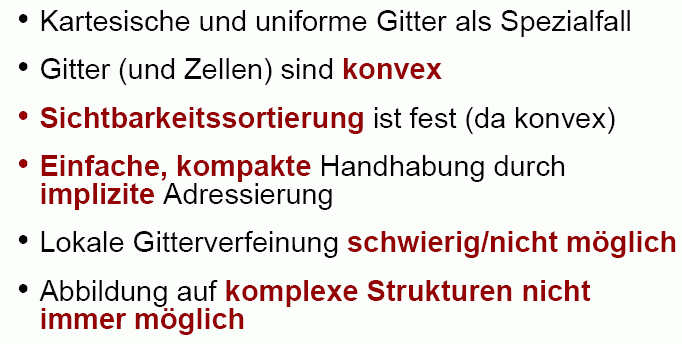 • Kartesische und uniforme Gitter als Spezialfall
• Gitter (und Zellen) sind konvex
• Sichtbarkeitssortierung ist fest (da konvex)
• Einfache, kompakte Handhabung durch
implizite Adressierung
• Lokale Gitterverfeinung schwierig/nicht möglich
• Abbildung auf komplexe Strukturen nicht
immer möglich